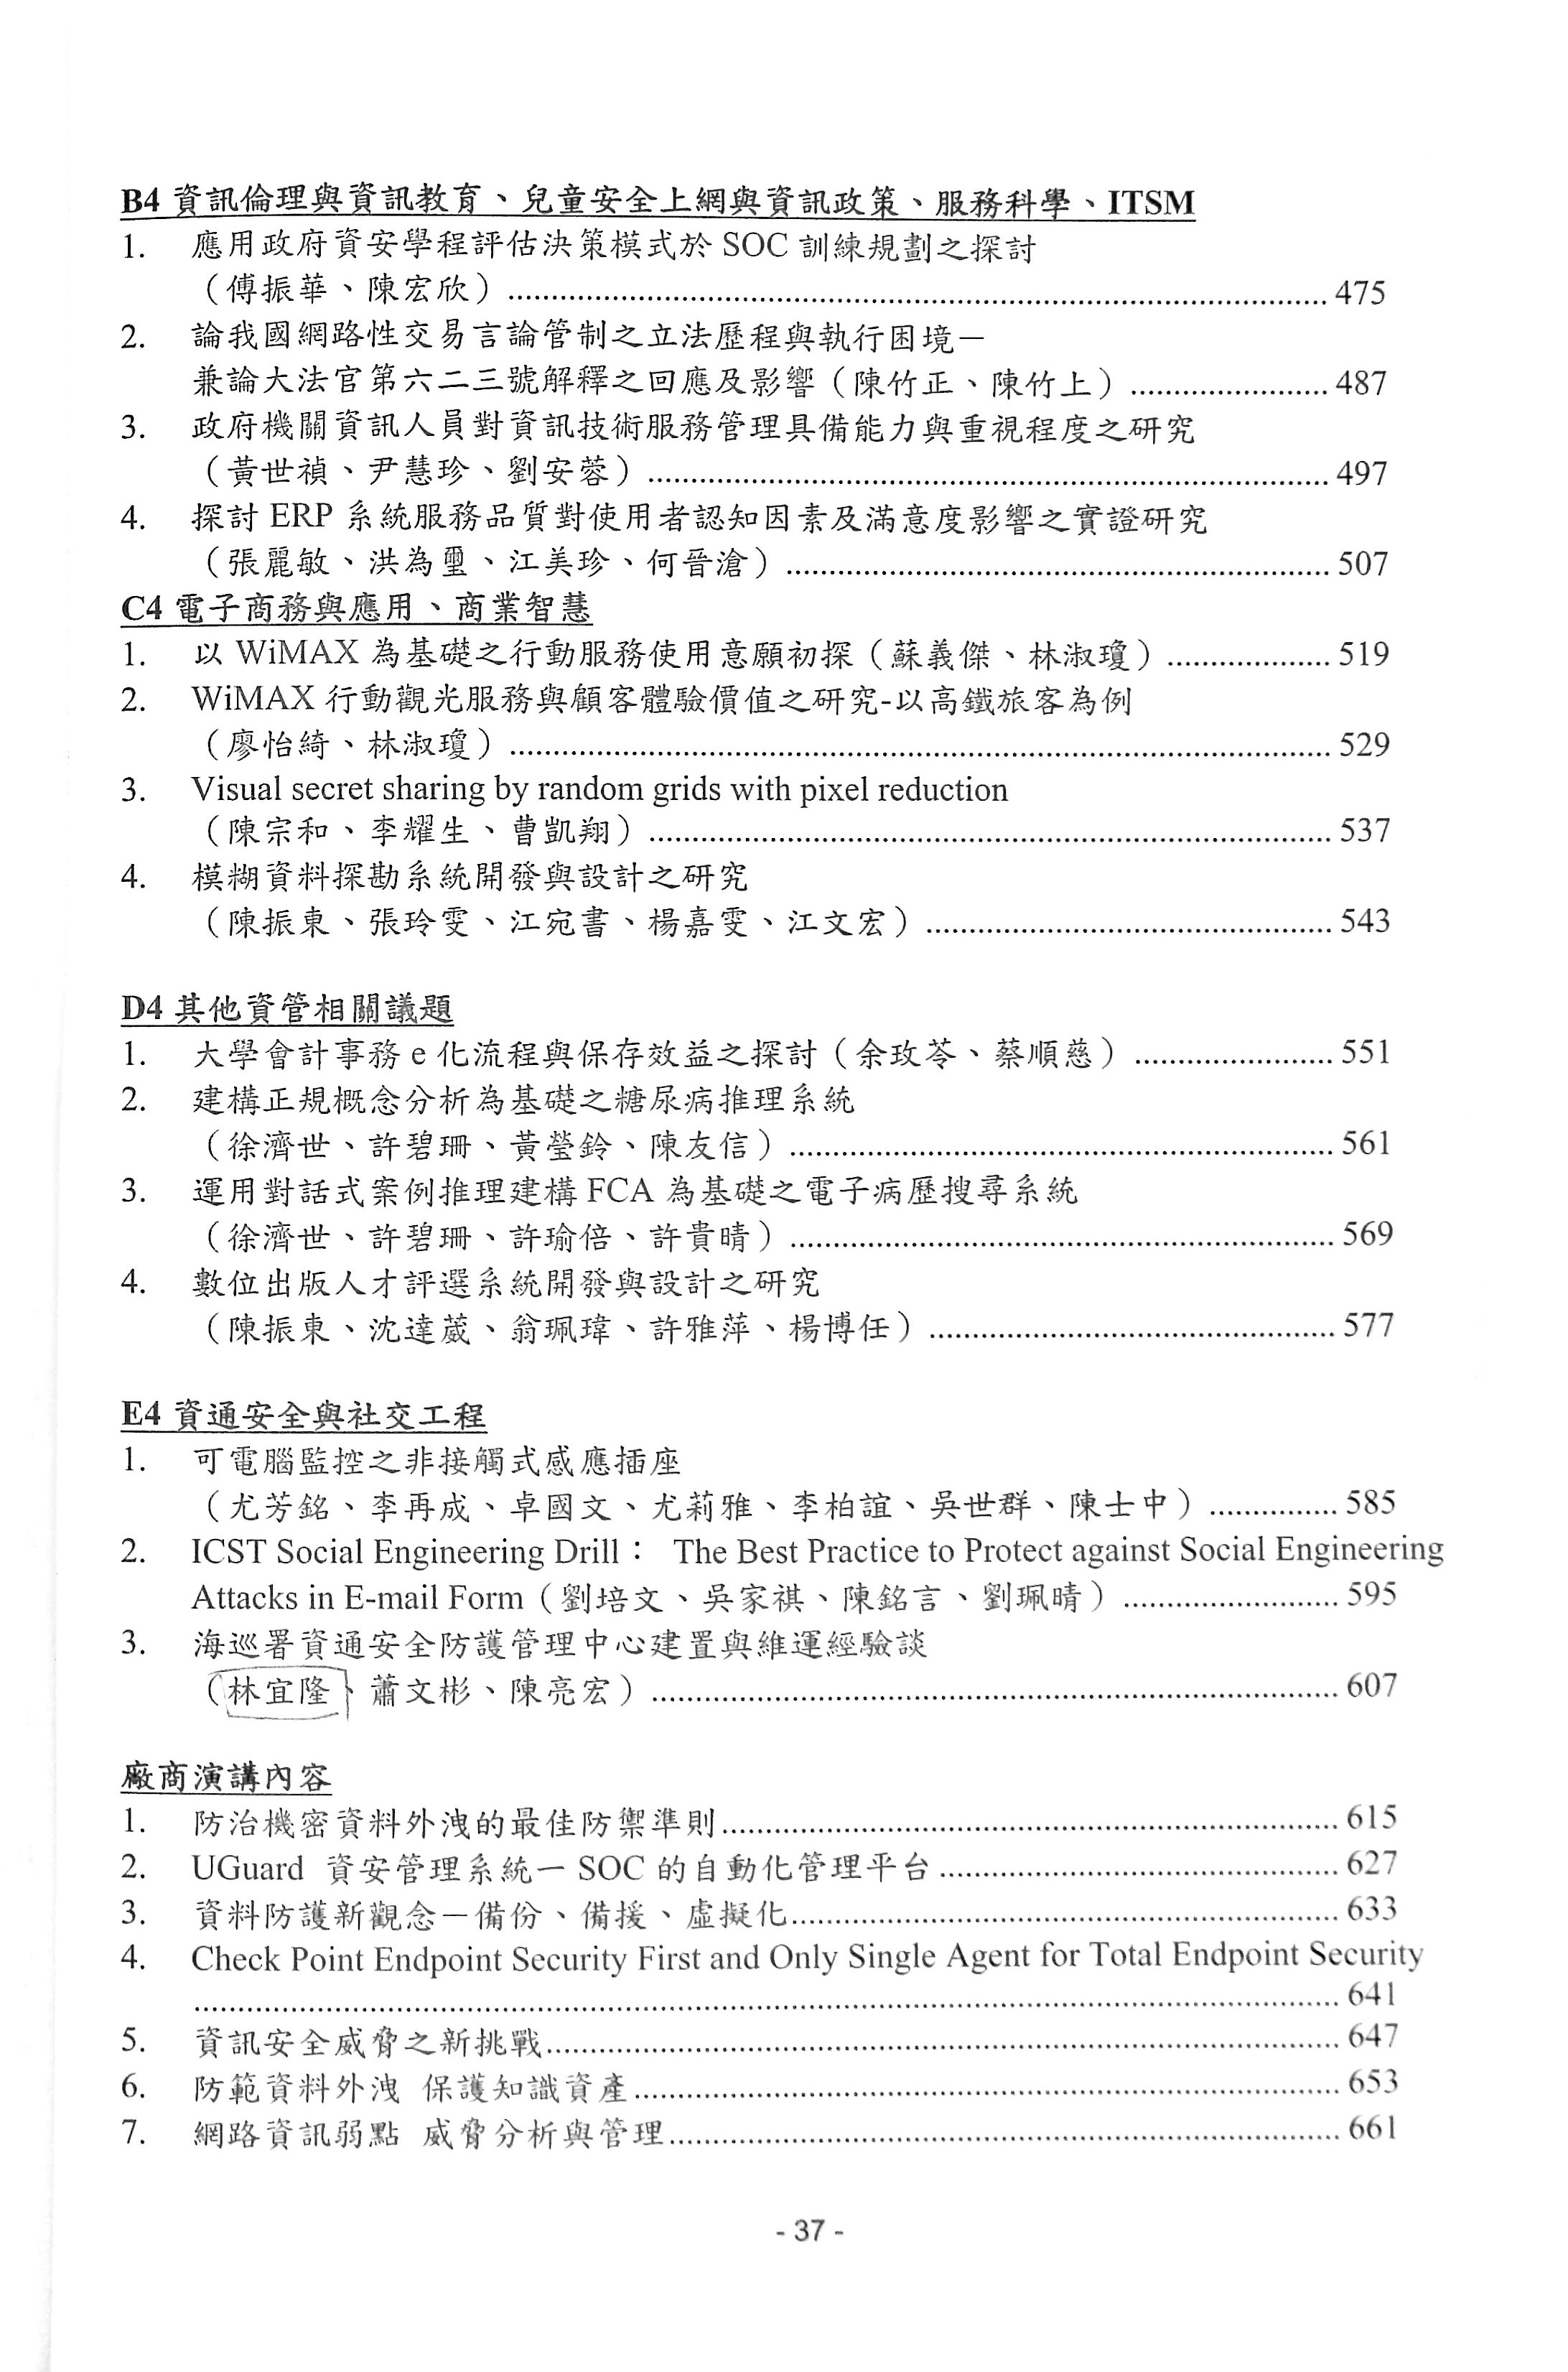 B4 資訊倫理與資訊教育、兒童安全上網與資訊政策、服務科學、ITSM
1. 應用政府資安學程評估決策模式於 SOC 訓練規劃之探討
（傅振華、陳宏欣）........ 475
2. 論我國網路性交易言論管制之立法歷程與執行困境－
兼論大法官第六二三號解釋之回應及影響（陳竹正、陳竹上）........ 487
3. 政府機關資訊人員對資訊技術服務管理具備能力與重視程度之研究
（黃世禎、尹慧珍、劉安蓉）........ 497
4. 探討 ERP 系統服務品質對使用者認知因素及滿意度影響之實證研究
（張麗敏、洪為璽、江美珍、何晉滄）........ 507
C4 電子商務與應用、商業智慧
1. 以 WiMAX 為基礎之行動服務使用意願初探（蘇義傑、林淑瓊）........ 519
2. WiMAX 行動觀光服務與顧客體驗價值之研究-以高鐵旅客為例
（廖怡綺、林淑瓊）........ 529
3. Visual secret sharing by random grids with pixel reduction
（陳宗和、李耀生、曹凱翔）........ 537
4. 模糊資料探勘系統開發與設計之研究
（陳振東、張玲雯、江宛書、楊嘉雯、江文宏）........ 543
D4 其他資管相關議題
1. 大學會計事務 e 化流程與保存效益之探討（余玫苓、蔡順慈）........ 551
2. 建構正規概念分析為基礎之糖尿病推理系統
（徐濟世、許碧珊、黃瑩鈴、陳友信）........ 561
3. 運用對話式案例推理建構 FCA 為基礎之電子病歷搜尋系統
（徐濟世、許碧珊、許瑜倍、許貴晴）........ 569
4. 數位出版人才評選系統開發與設計之研究
（陳振東、沈達葳、翁珮瑋、許雅萍、楊博任）........ 577
E4 資通安全與社交工程
1. 可電腦監控之非接觸式感應插座
（尤芳銘、李再成、卓國文、尤莉雅、李柏誼、吳世群、陳士中）........ 585
2. ICST Social Engineering Drill： The Best Practice to Protect against Social Engineering
Attacks in E-mail Form（劉培文、吳家祺、陳銘言、劉珮晴）........ 595
3. 海巡署資通安全防護管理中心建置與維運經驗談
（林宜隆、蕭文彬、陳亮宏）........ 607
廠商演講內容
1. 防治機密資料外洩的最佳防禦準則........ 615
2. UGuard 資安管理系統－ SOC 的自動化管理平台........ 627
3. 資料防護新觀念－備份、備援、虛擬化........ 633
4. Check Point Endpoint Security First and Only Single Agent for Total Endpoint Security
........ 641
5. 資訊安全威脅之新挑戰........ 647
6. 防範資料外洩 保護知識資產........ 653
7. 網路資訊弱點 威脅分析與管理........ 661
- 37 -